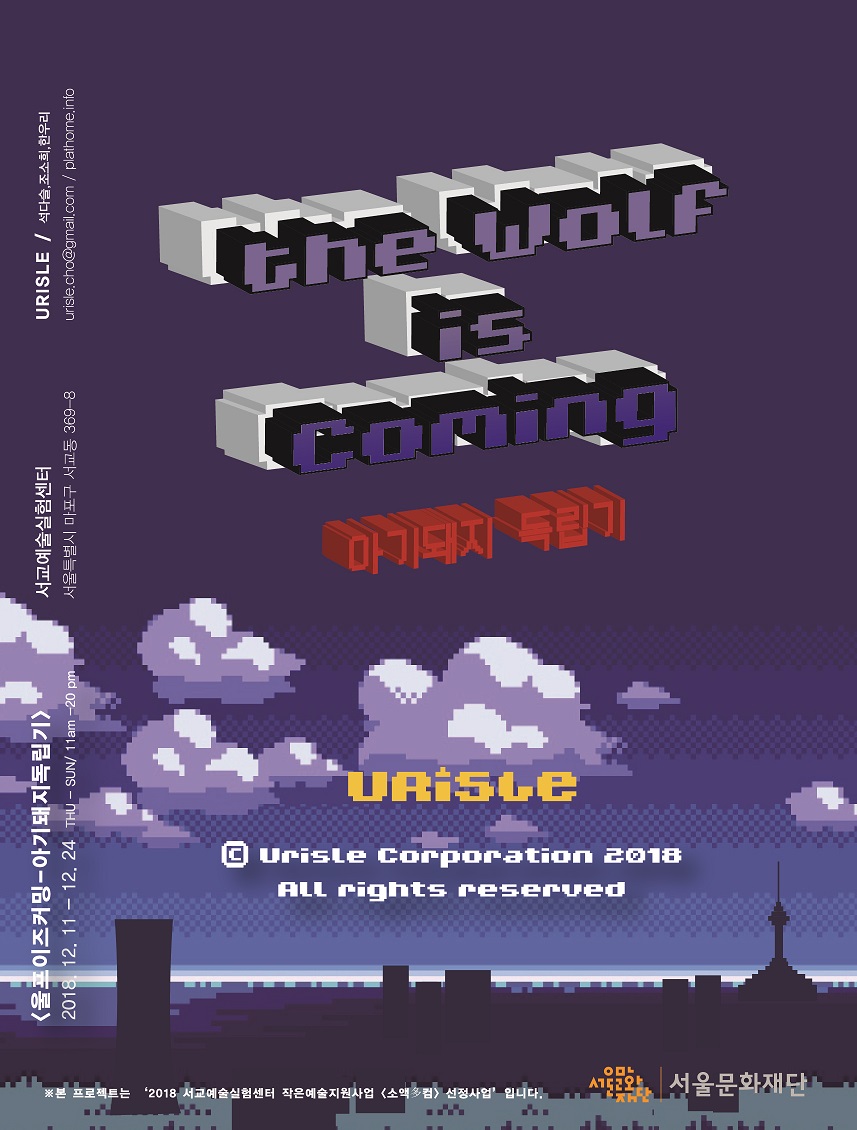 the Wolf
is
Coming
아기돼지 독립기
URISLE
© Urisle Corporation 2018
All rights reserved
URISLE / 석다슬,조소희,한우리
urisle.cho@gmail.com / plathome.info
서교예술실험센터
서울특별시 마포구 서교동 369-8
<울프이즈커밍-아기돼지독립기>
2018. 12. 11 – 12. 24 THU – SUN/ 11am –20 pm
※본 프로젝트는 ‘2018 서교예술실험센터 작은예술지원사업 <소액多컴> 선정사업’ 입니다.
서울문화재단
서울문화재단